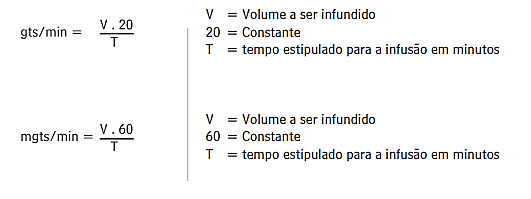 gts/min = V . 20 / T
V = Volume a ser infundido
20 = Constante
T = tempo estipulado para a infusão em minutos
mgts/min = V . 60 / T
V = Volume a ser infundido
60 = Constante
T = tempo estipulado para a infusão em minutos